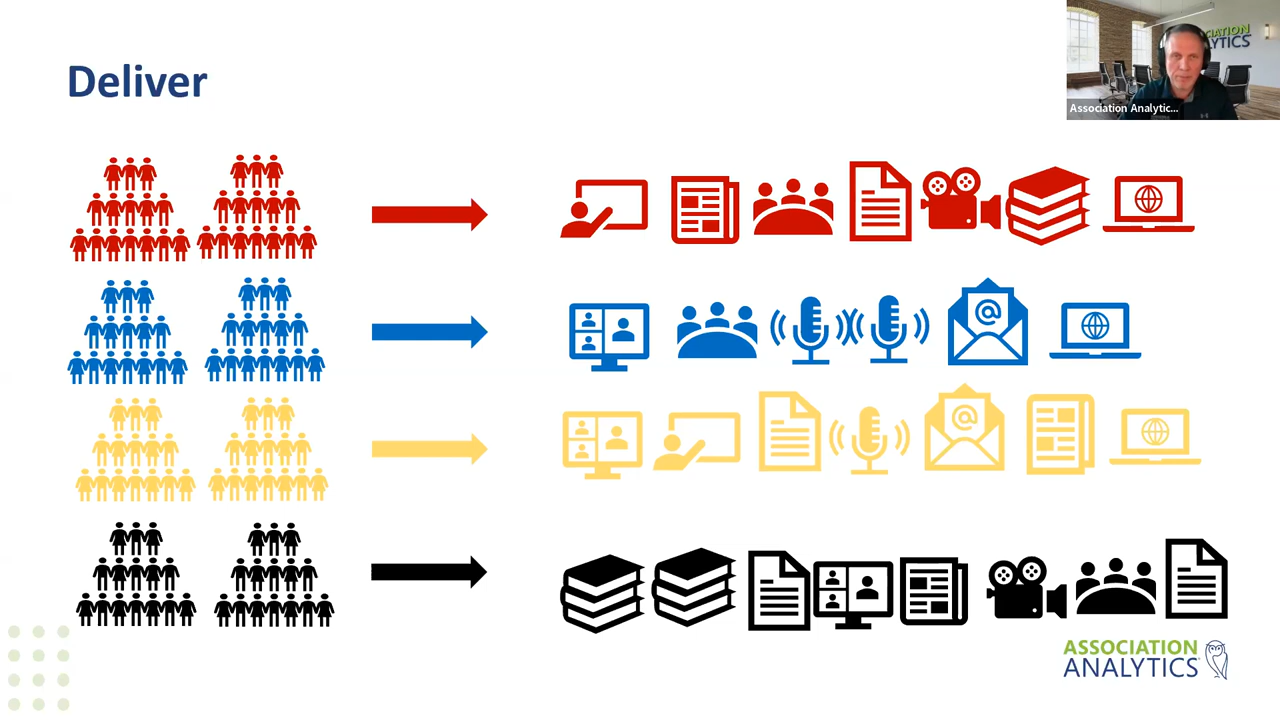 Deliver
Association Analytic...
@
@
ASSOCIATION
ANALYTICS